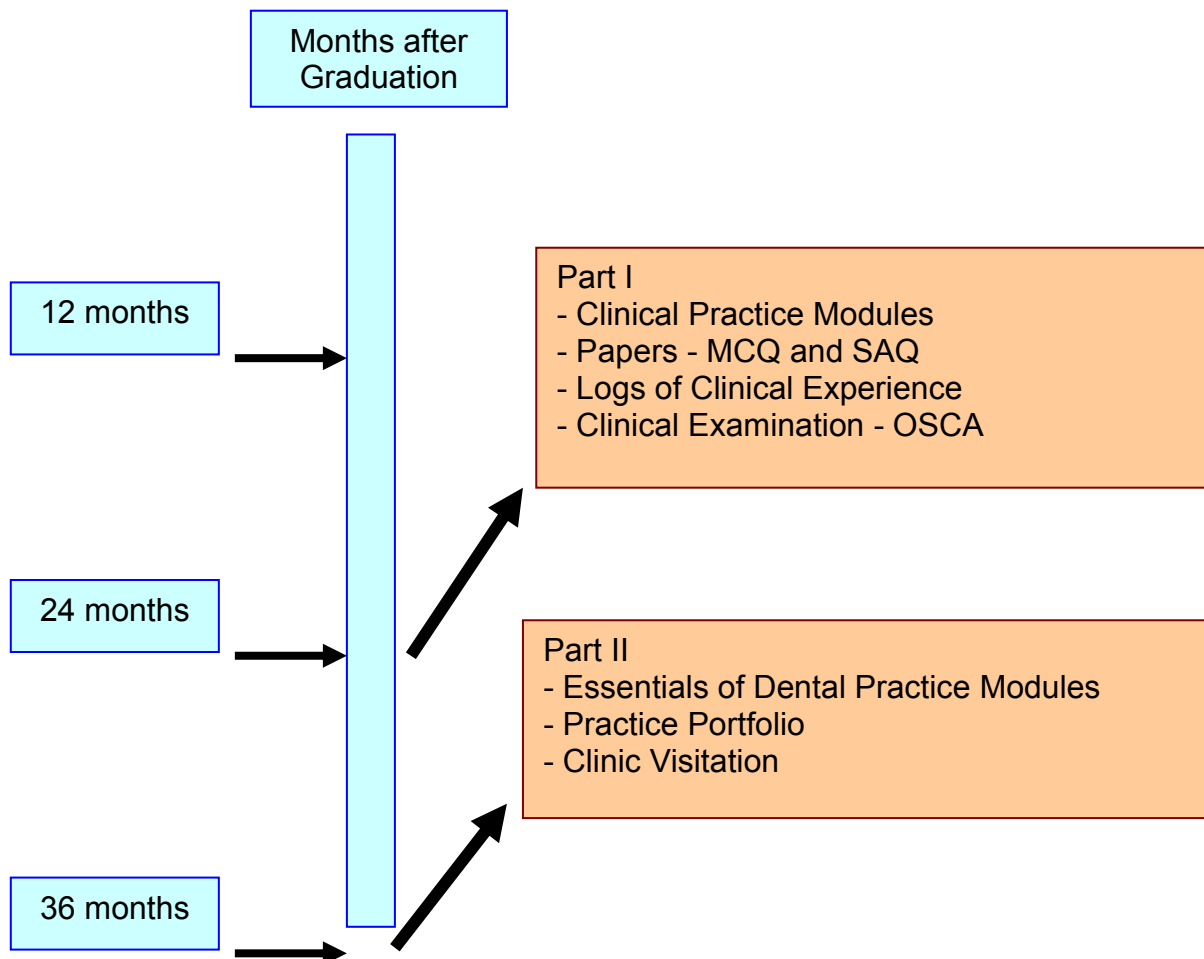 Months after
Graduation
12 months
Part I
- Clinical Practice Modules
- Papers - MCQ and SAQ
- Logs of Clinical Experience
- Clinical Examination - OSCA
24 months
Part II
- Essentials of Dental Practice Modules
- Practice Portfolio
- Clinic Visitation
36 months